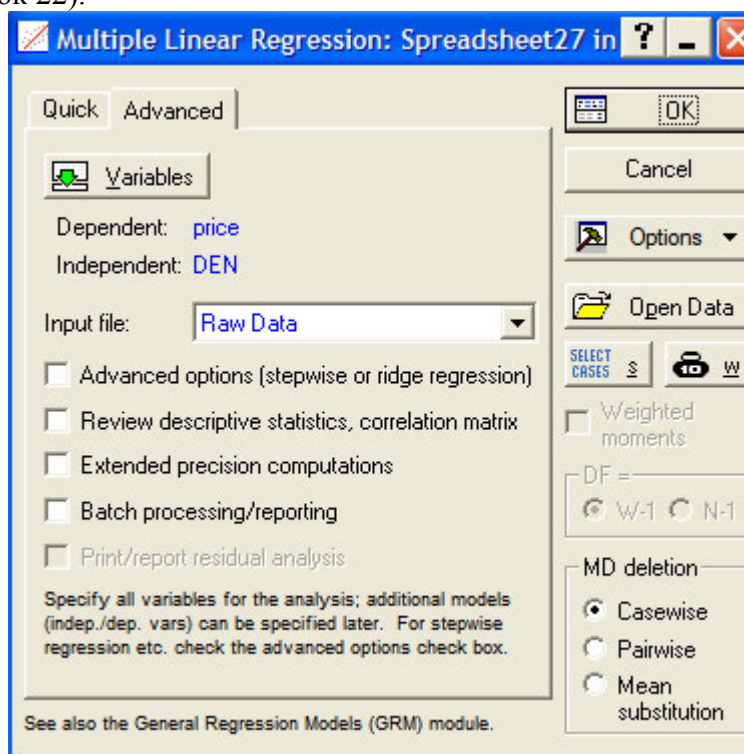 ok 22).
Multiple Linear Regression: Spreadsheet27 in
Quick Advanced
Variables
Dependent: price
Independent: DEN
Input file: Raw Data
Advanced options (stepwise or ridge regression)
Review descriptive statistics, correlation matrix
Extended precision computations
Batch processing/reporting
Print/report residual analysis
Specify all variables for the analysis; additional models
(indep./dep. vars) can be specified later. For stepwise
regression etc. check the advanced options check box.
See also the General Regression Models (GRM) module.
OK
Cancel
Options
Open Data
SELECT
CASES S W
Weighted
moments
DF =
W-1 N-1
MD deletion
Casewise
Pairwise
Mean
substitution